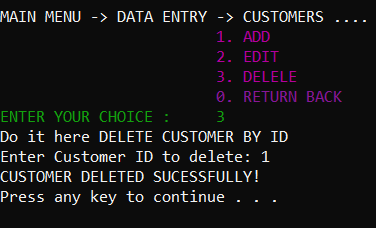 MAIN MENU -> DATA ENTRY -> CUSTOMERS ....
1. ADD
2. EDIT
3. DELELE
0. RETURN BACK
ENTER YOUR CHOICE : 3
Do it here DELETE CUSTOMER BY ID
Enter Customer ID to delete: 1
CUSTOMER DELETED SUCESSFULLY!
Press any key to continue . . .